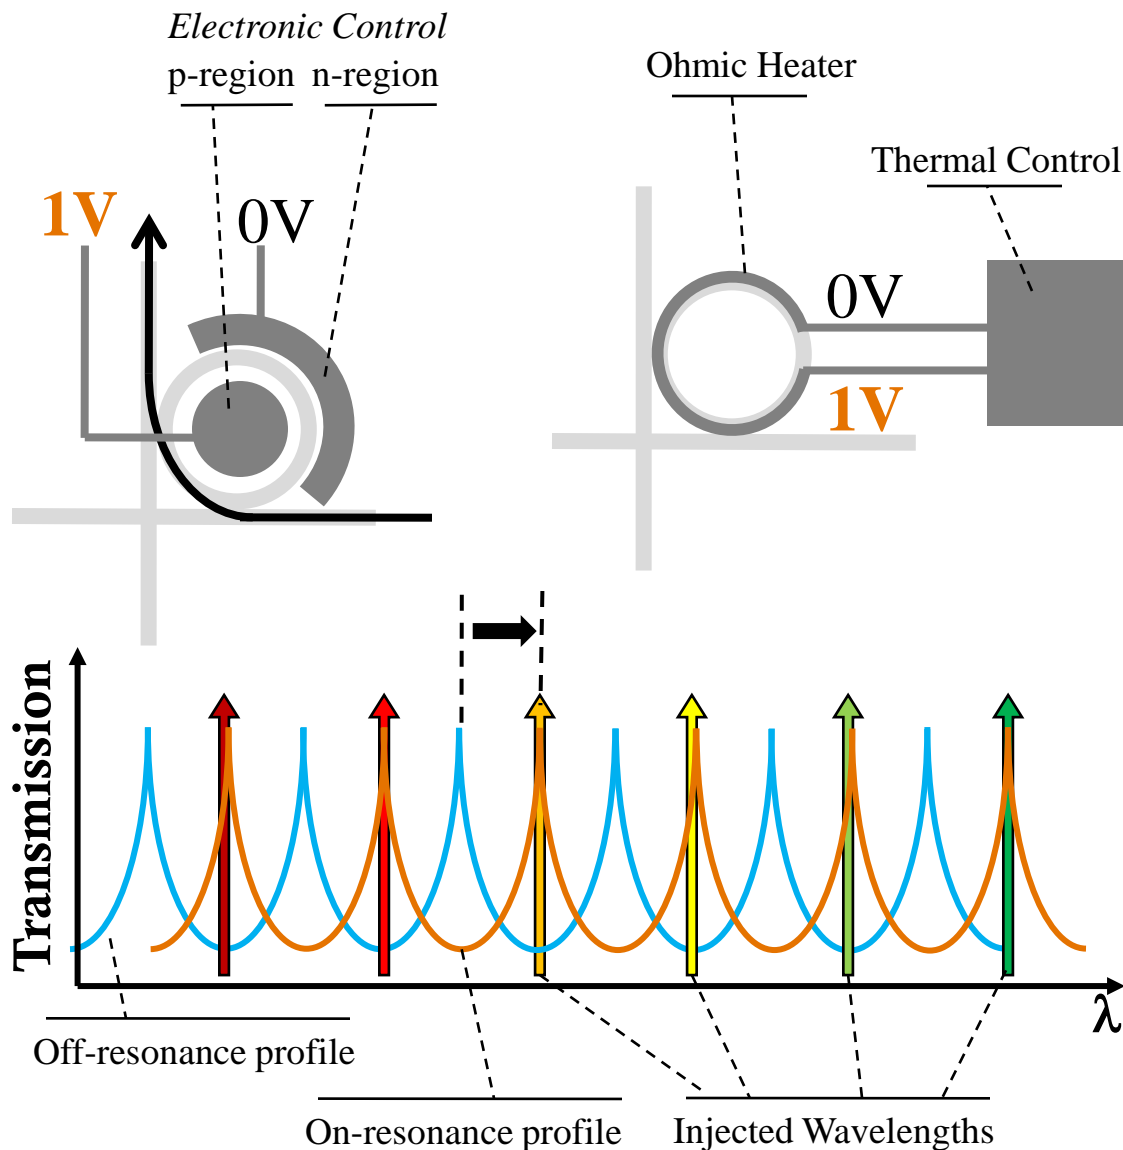 Electronic Control
p-region n-region
Ohmic Heater
Thermal Control
1V
0V
0V
1V
Transmission
λ
Off-resonance profile
On-resonance profile
Injected Wavelengths